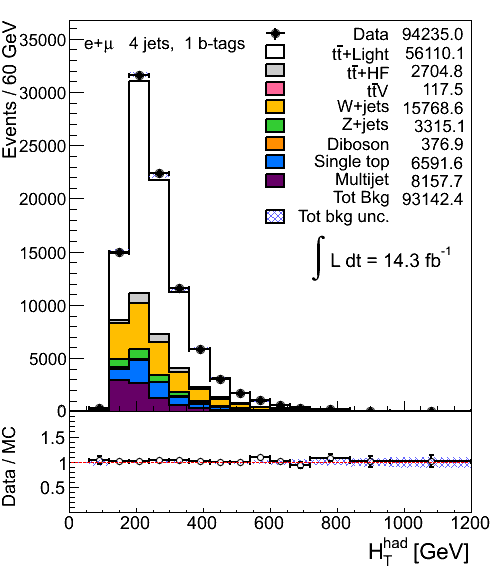 Events / 60 GeV
35000
30000
25000
20000
15000
10000
5000
0
e+μ 4 jets, 1 b-tags
Data 94235.0
tt̄+Light 56110.1
tt̄+HF 2704.8
tt̄V 117.5
W+jets 15768.6
Z+jets 3315.1
Diboson 376.9
Single top 6591.6
Multijet 8157.7
Tot Bkg 93142.4
Tot bkg unc.
∫ L dt = 14.3 fb⁻¹
Data / MC
1.5
1
0.5
0 200 400 600 800 1000 1200
H_T^had [GeV]